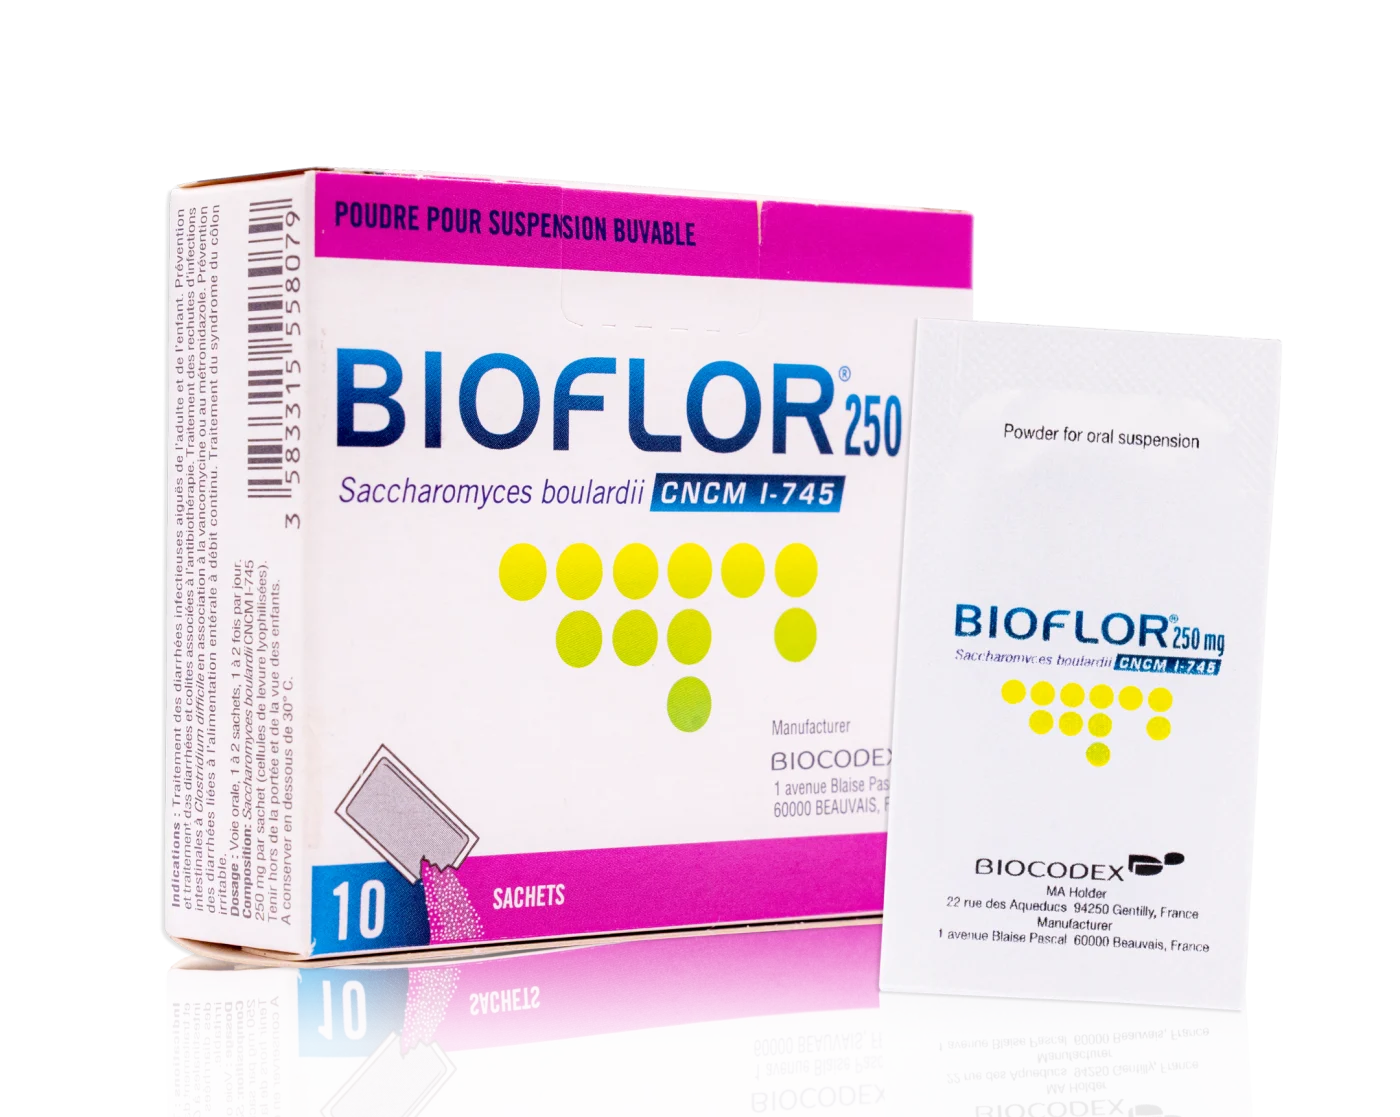 POUDRE POUR SUSPENSION BUVABLE
BIOFLOR® 250
Saccharomyces boulardii CNCM I-745
Manufacturer
BIOCODEX
1 avenue Blaise Pas
60000 BEAUVAIS, F
10 SACHETS
Indications : Traitement des diarrhées infectieuses aiguës de l'adulte et de l'enfant. Prévention
et traitement das diarrhées et colites associées à l'antibiothérapie. Traitement des rechutes d'infections
intestinales à Clostridium difficile en association à la vancomycine ou au métronidazole. Prévention
des diarrhées liées à l'alimentation entérale à débit continu. Traitement du syndrome du côlon
irritable.
Dosage : Voie orale, 1 à 2 sachets, 1 à 2 fois par jour.
Composition: Saccharomyces boulardii CNCM I-745
250 mg par sachet (cellules de levure lyophilisées).
Tenir hors de la portée et de la vue des enfants.
A conserver en dessous de 30° C.
3 583315 558079
Powder for oral suspension
BIOFLOR® 250 mg
Saccharomyces boulardii CNCM I-745
BIOCODEX
MA Holder
22 rue des Aqueducs 94250 Gentilly, France
Manufacturer
1 avenue Blaise Pascal 60000 Beauvais, France